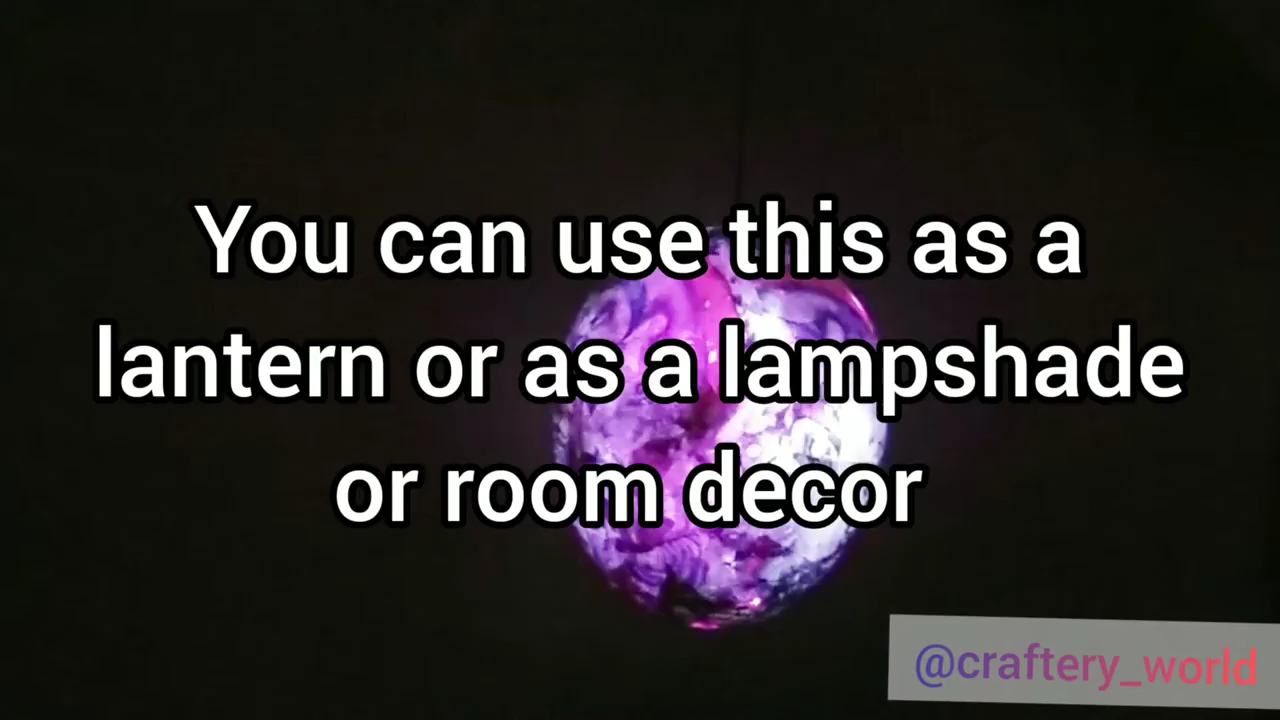 You can use this as a
lantern or as a lampshade
or room decor
@craftery_world